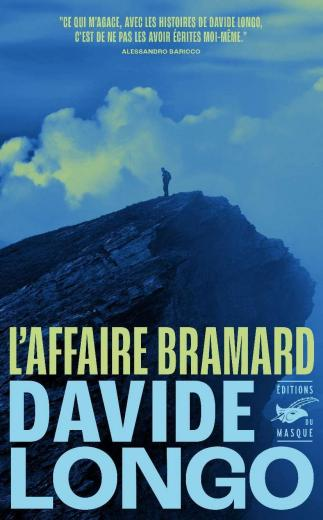 "CE QUI M'AGACE, AVEC LES HISTOIRES DE DAVIDE LONGO,
C'EST DE NE PAS LES AVOIR ÉCRITES MOI-MÊME."
ALESSANDRO BARICCO
L'AFFAIRE BRAMARD
DAVIDE
LONGO
ÉDITIONS
DU
MASQUE